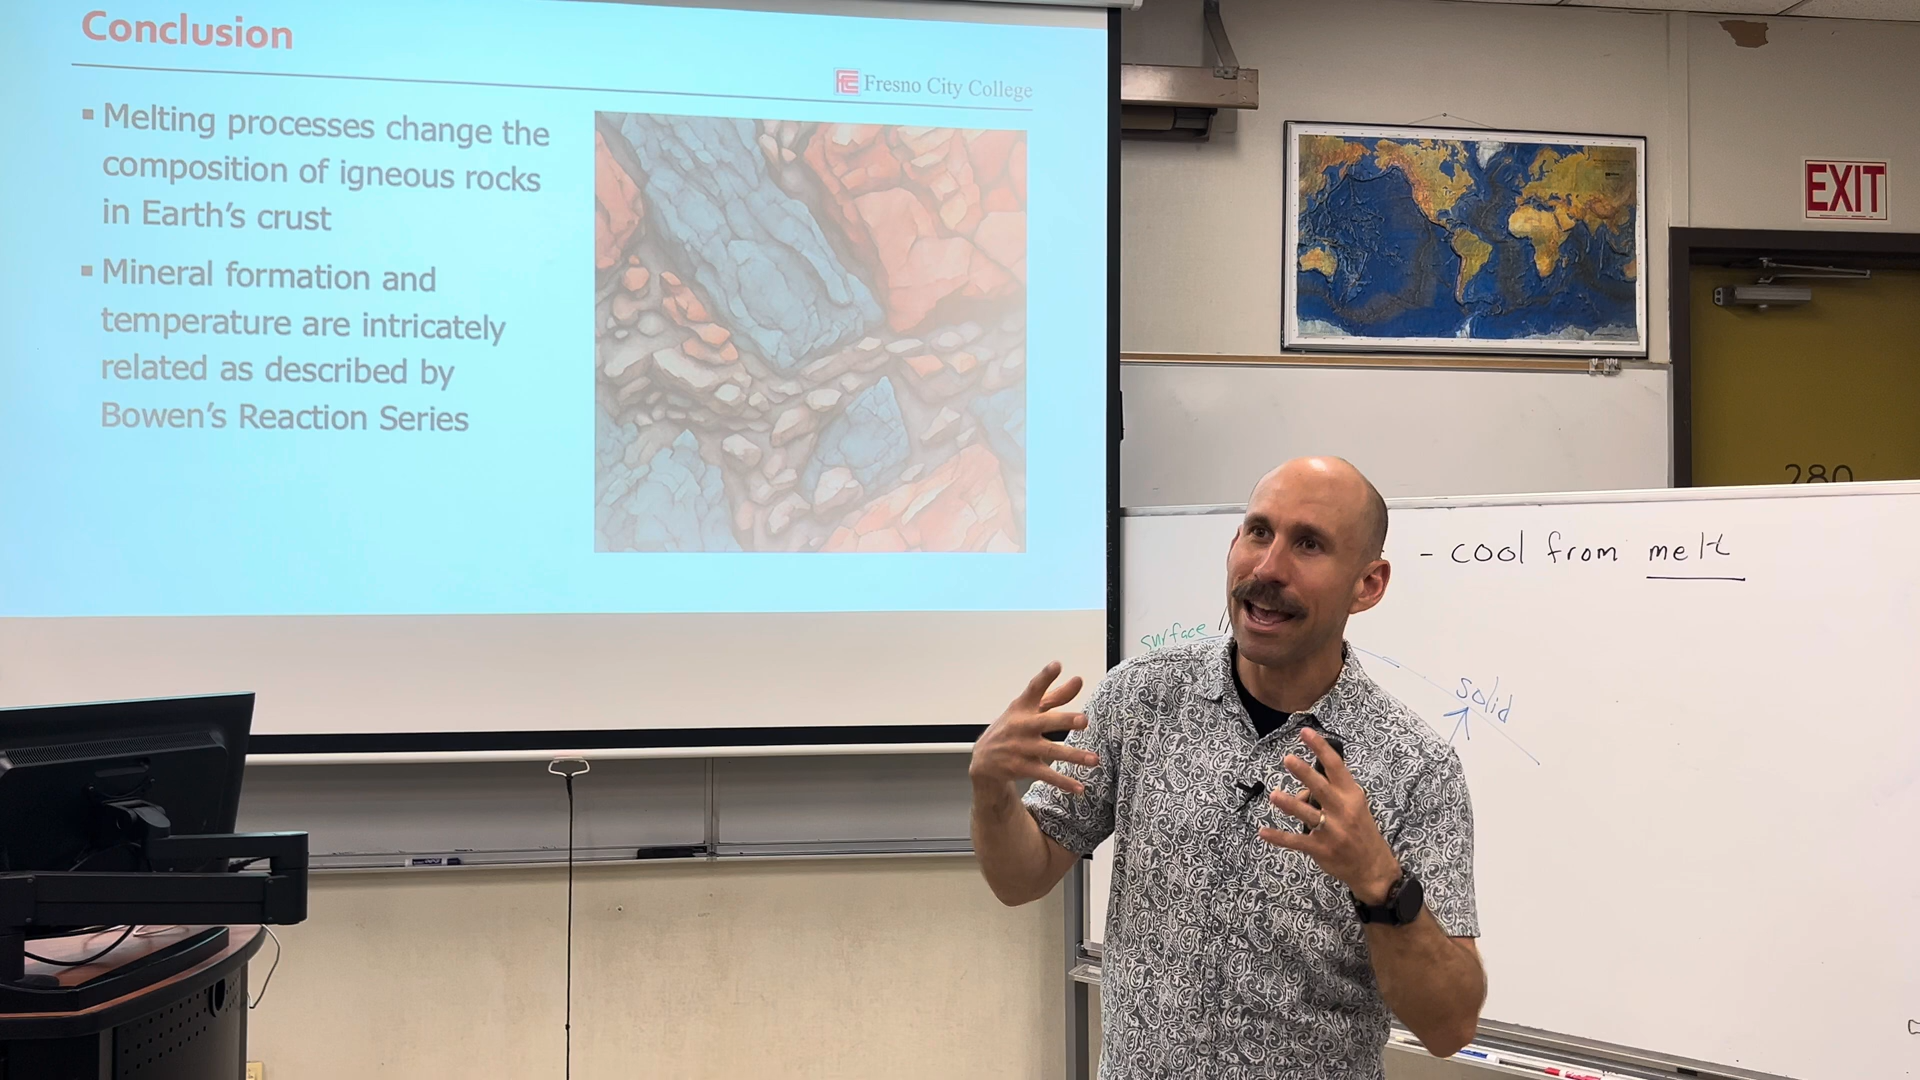 Conclusion
FCC Fresno City College
▪ Melting processes change the
composition of igneous rocks
in Earth's crust
▪ Mineral formation and
temperature are intricately
related as described by
Bowen's Reaction Series
EXIT
280
- cool from melt
surface
solid